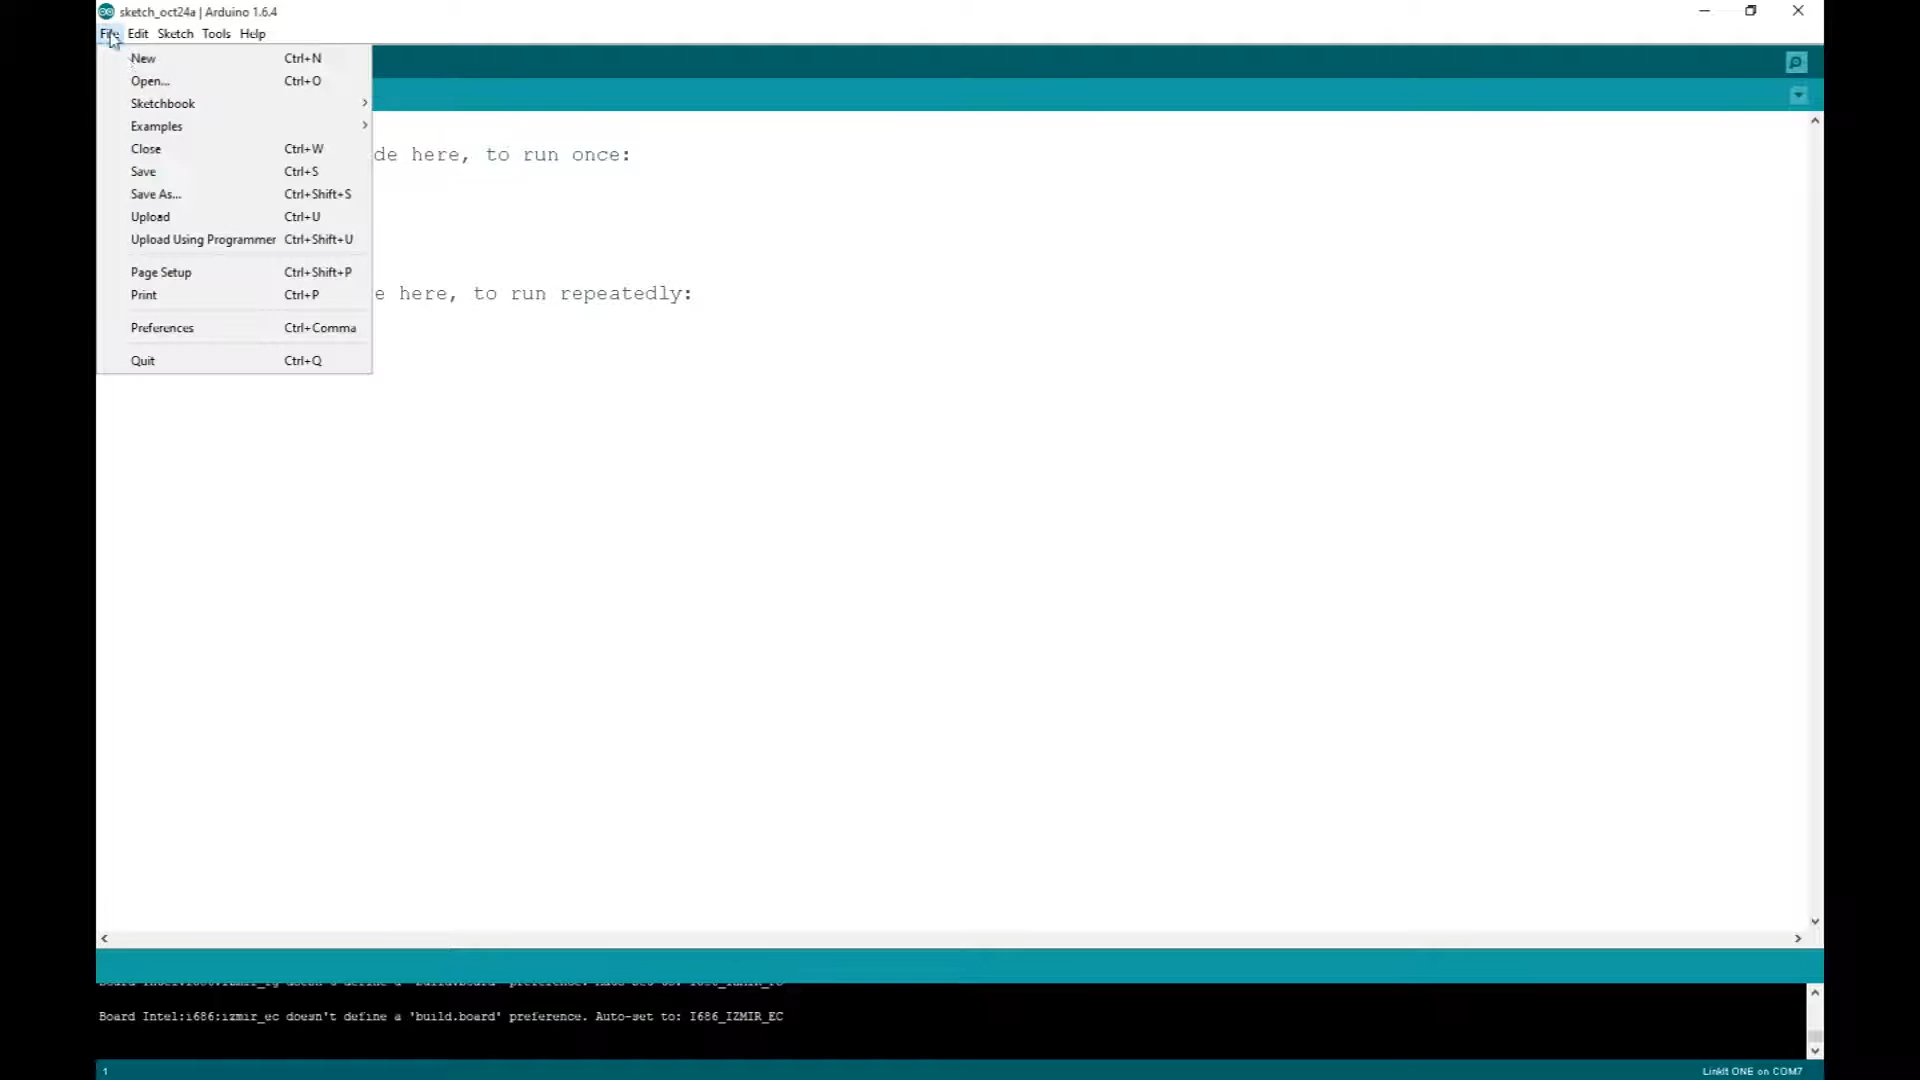 sketch_oct24a | Arduino 1.6.4
File Edit Sketch Tools Help
New Ctrl+N
Open... Ctrl+O
Sketchbook
Examples
Close Ctrl+W
de here, to run once:
Save Ctrl+S
Save As... Ctrl+Shift+S
Upload Ctrl+U
Upload Using Programmer Ctrl+Shift+U
Page Setup Ctrl+Shift+P
Print Ctrl+P
e here, to run repeatedly:
Preferences Ctrl+Comma
Quit Ctrl+Q
Board Intel:i686:izmir_ec doesn't define a 'build.board' preference. Auto-set to: I686_IZMIR_EC
1
LinkIt ONE on COM7